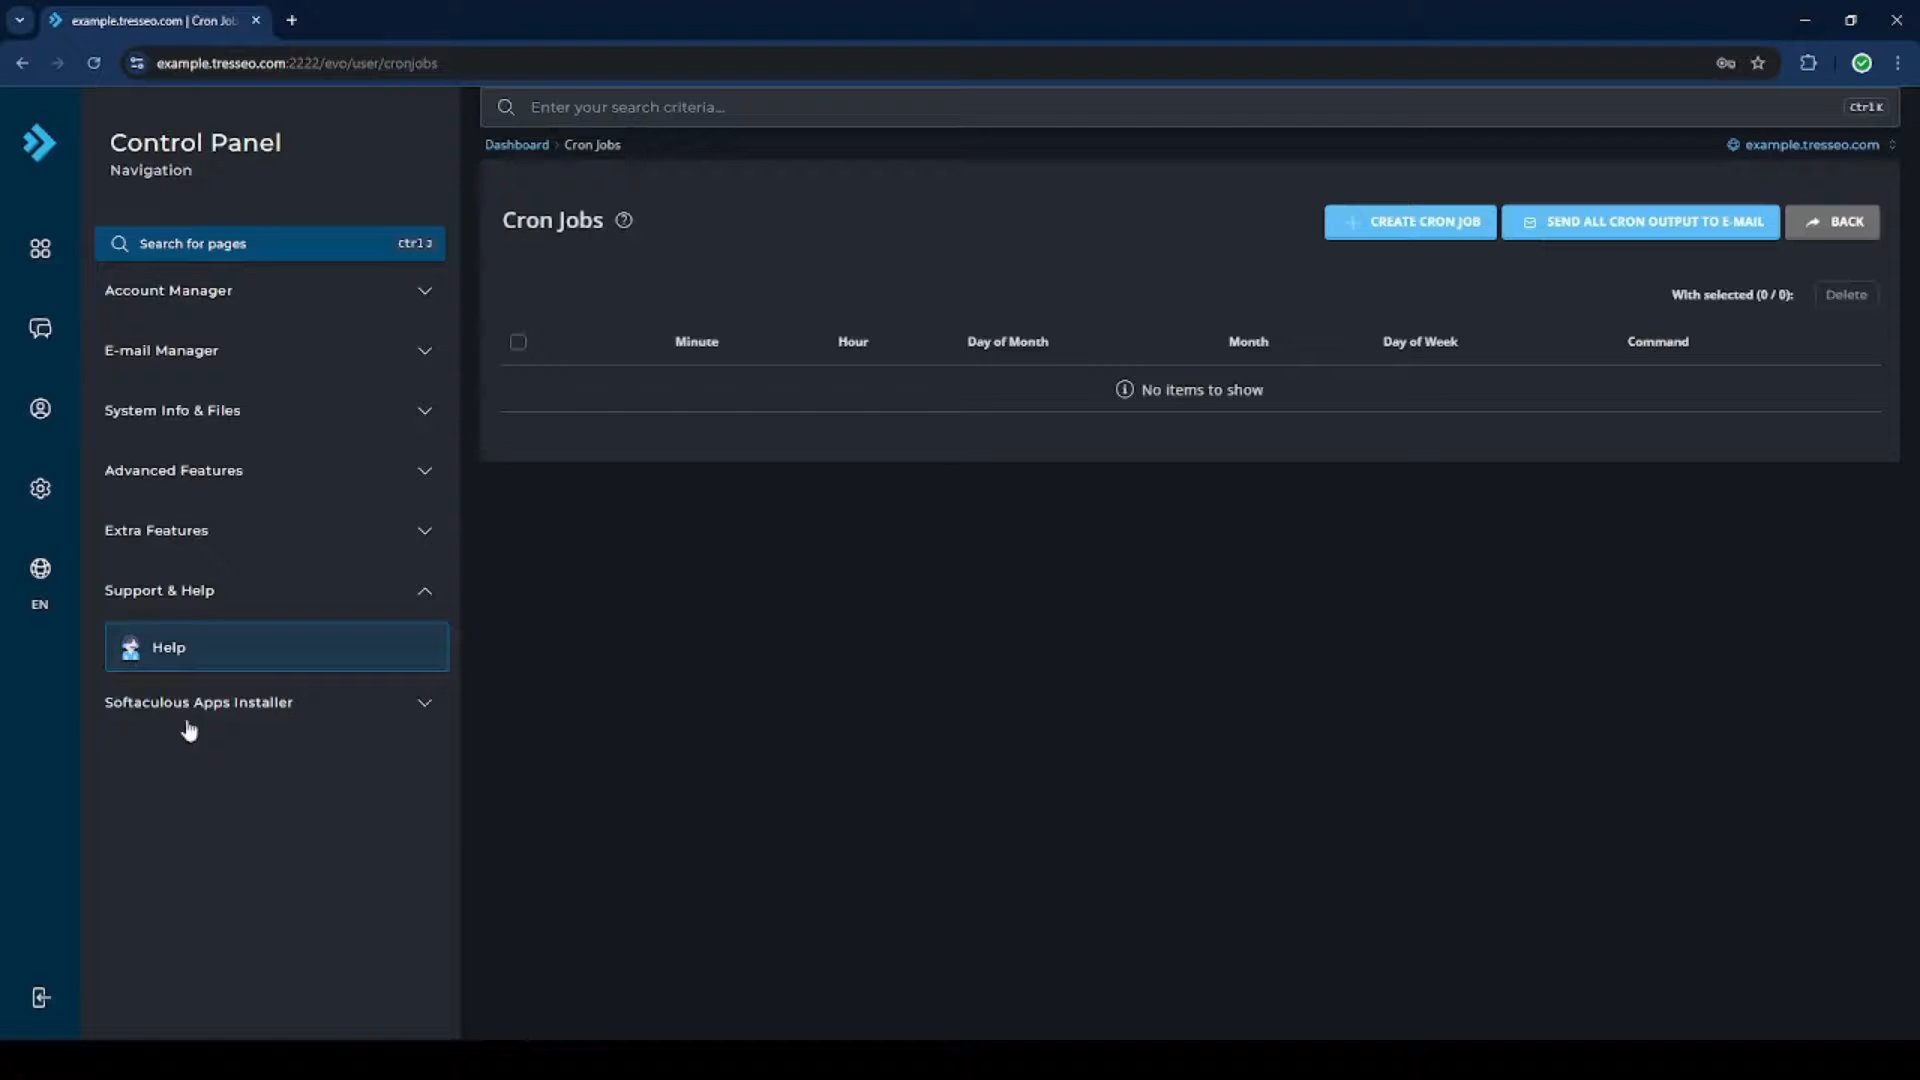 example.tresseo.com | Cron Jo
example.tresseo.com:2222/evo/user/cronjobs
Control Panel
Navigation
Search for pages
Ctrl J
Account Manager
E-mail Manager
System Info & Files
Advanced Features
Extra Features
Support & Help
Help
Softaculous Apps Installer
EN
Enter your search criteria...
Ctrl K
Dashboard > Cron Jobs
example.tresseo.com
Cron Jobs
CREATE CRON JOB
SEND ALL CRON OUTPUT TO E-MAIL
BACK
With selected (0 / 0):
Delete
Minute
Hour
Day of Month
Month
Day of Week
Command
No items to show